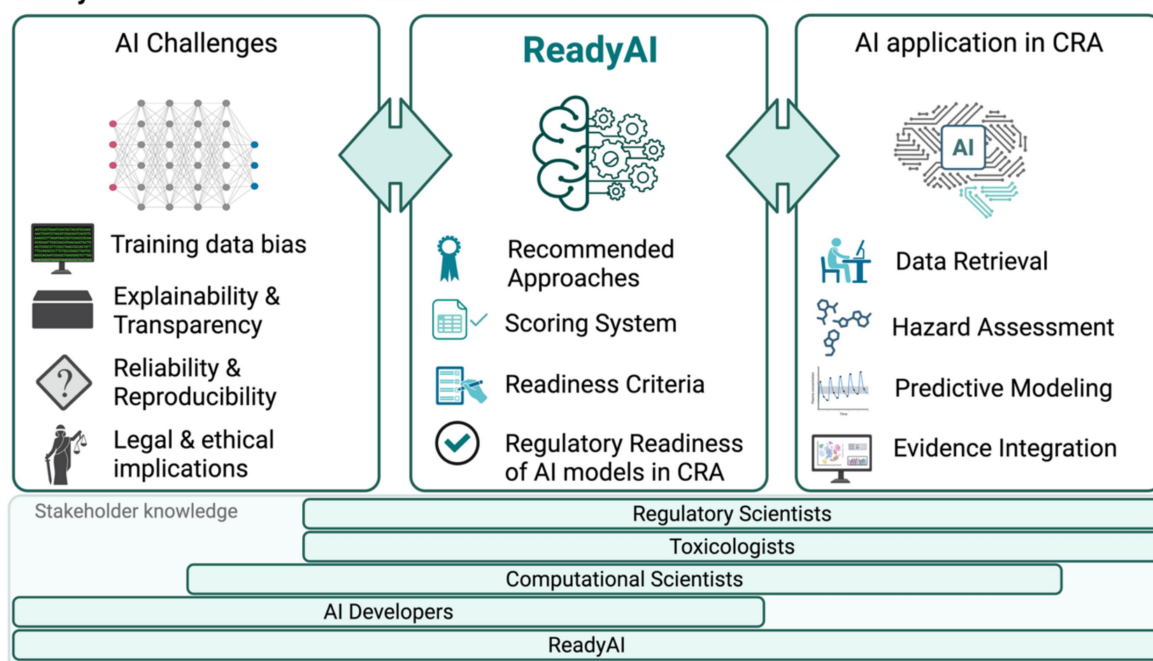 AI Challenges
Training data bias
Explainability &
Transparency
Reliability &
Reproducibility
Legal & ethical
implications
ReadyAI
Recommended
Approaches
Scoring System
Readiness Criteria
Regulatory Readiness
of AI models in CRA
AI application in CRA
AI
Data Retrieval
Hazard Assessment
Predictive Modeling
Evidence Integration
Stakeholder knowledge
Regulatory Scientists
Toxicologists
Computational Scientists
AI Developers
ReadyAI